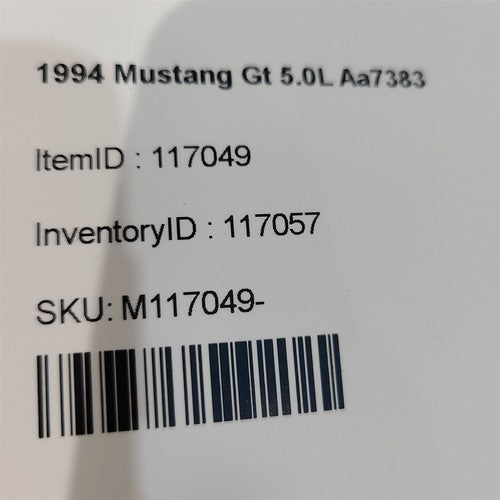 1994 Mustang Gt 5.0L Aa7383
ItemID : 117049
InventoryID : 117057
SKU: M117049-